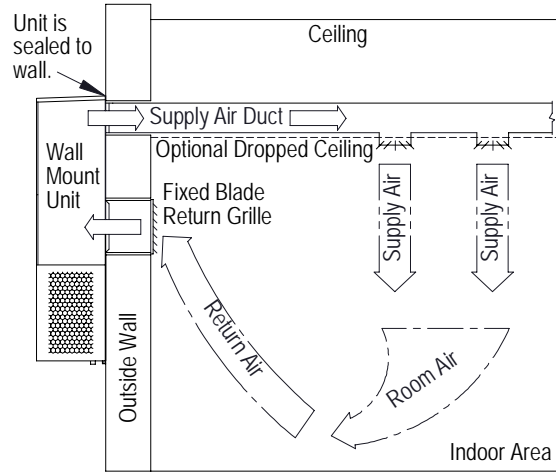 Unit is
sealed to
wall.
Ceiling
Supply Air Duct
Optional Dropped Ceiling
Wall
Mount
Unit
Fixed Blade
Return Grille
Supply Air
Supply Air
Return Air
Room Air
Outside Wall
Indoor Area